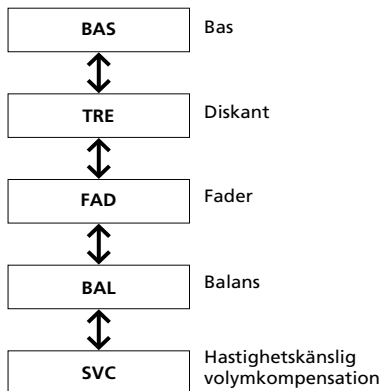 BAS Bas
TRE Diskant
FAD Fader
BAL Balans
SVC Hastighetskänslig
volymkompensation